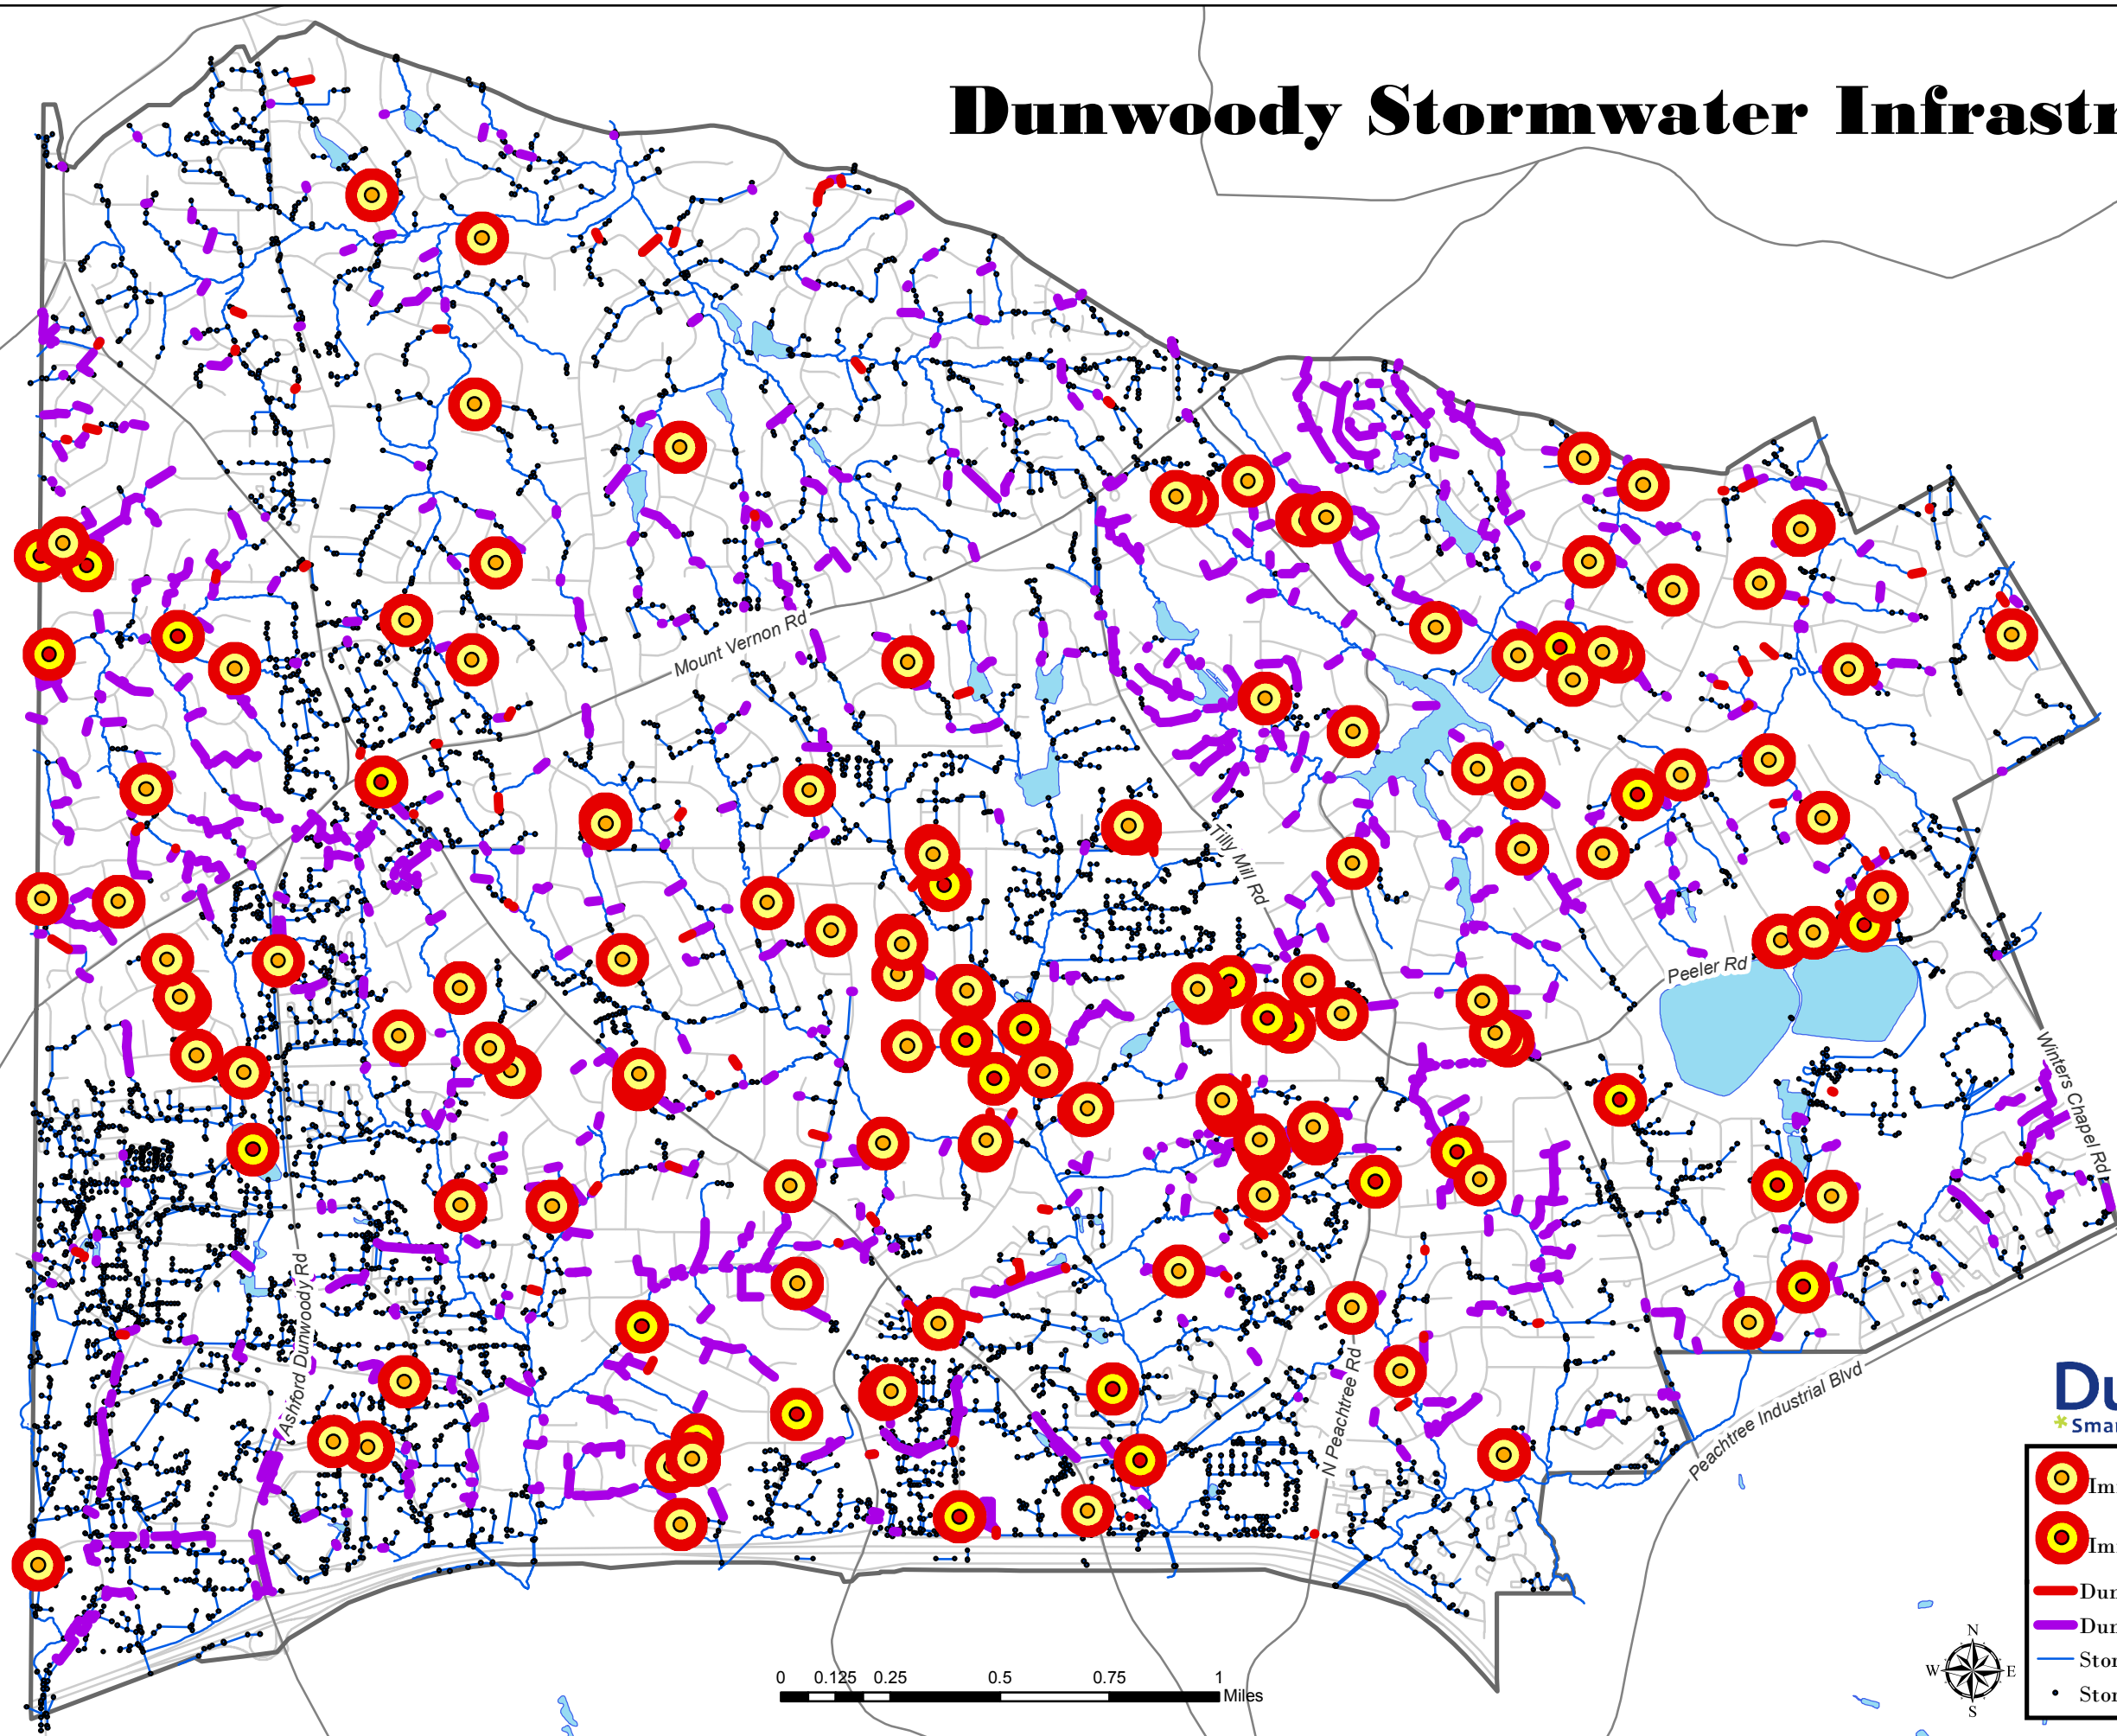 Dunwoody Stormwater Infrastr
Mount Vernon Rd
Tilly Mill Rd
Peeler Rd
Winters Chapel Rd
Ashford Dunwoody Rd
N Peachtree Rd
Peachtree Industrial Blvd
Du
*Smar
Im
Im
Dun
Dun
Stor
Stor
N
W E
S
0 0.125 0.25 0.5 0.75 1
Miles